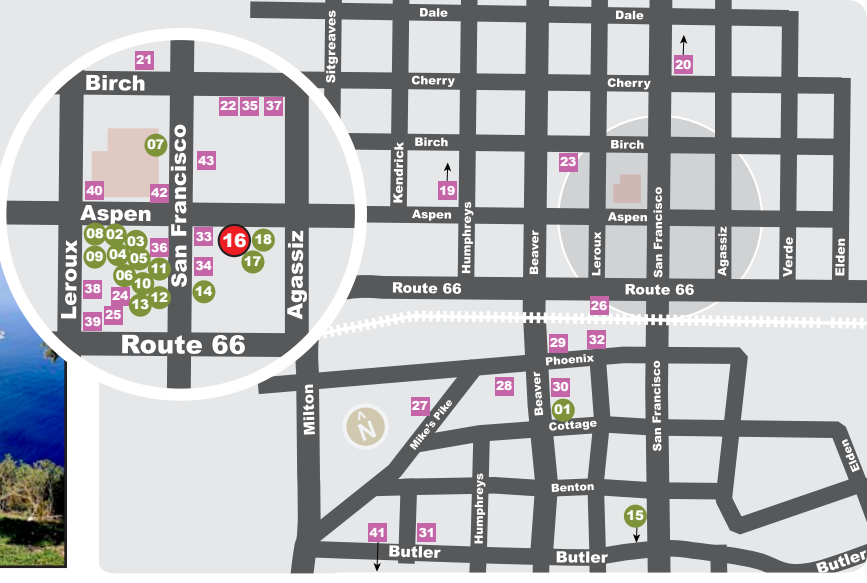 Dale
Dale
Sitgreaves
20
21
Birch
Cherry
Cherry
22
35
37
07
San Francisco
43
Kendrick
Birch
Birch
23
19
40
42
Aspen
Aspen
Aspen
Humphreys
Beaver
Leroux
San Francisco
Agassiz
Verde
Elden
08
02
03
36
33
16
18
09
04
05
11
34
17
06
10
Leroux
Agassiz
38
24
12
14
13
25
39
Route 66
Route 66
Route 66
26
29
32
Phoenix
28
30
Beaver
San Francisco
Milton
27
Mike's Pike
01
Cottage
N
Elden
Humphreys
Benton
15
41
31
Butler
Butler
Butler